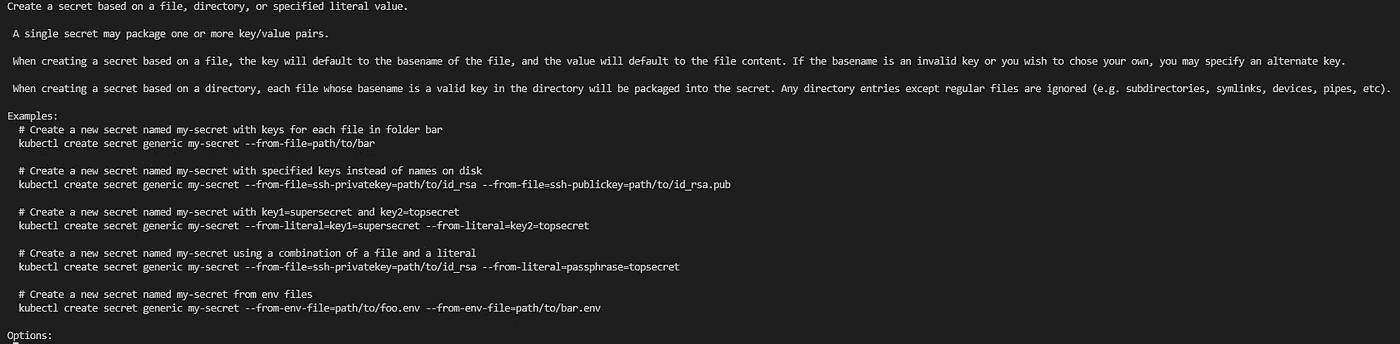 Create a secret based on a file, directory, or specified literal value.
A single secret may package one or more key/value pairs.
When creating a secret based on a file, the key will default to the basename of the file, and the value will default to the file content. If the basename is an invalid key or you wish to chose your own, you may specify an alternate key.
When creating a secret based on a directory, each file whose basename is a valid key in the directory will be packaged into the secret. Any directory entries except regular files are ignored (e.g. subdirectories, symlinks, devices, pipes, etc).
Examples:
# Create a new secret named my-secret with keys for each file in folder bar
kubectl create secret generic my-secret --from-file=path/to/bar
# Create a new secret named my-secret with specified keys instead of names on disk
kubectl create secret generic my-secret --from-file=ssh-privatekey=path/to/id_rsa --from-file=ssh-publickey=path/to/id_rsa.pub
# Create a new secret named my-secret with key1=supersecret and key2=topsecret
kubectl create secret generic my-secret --from-literal=key1=supersecret --from-literal=key2=topsecret
# Create a new secret named my-secret using a combination of a file and a literal
kubectl create secret generic my-secret --from-file=ssh-privatekey=path/to/id_rsa --from-literal=passphrase=topsecret
# Create a new secret named my-secret from env files
kubectl create secret generic my-secret --from-env-file=path/to/foo.env --from-env-file=path/to/bar.env
Options: